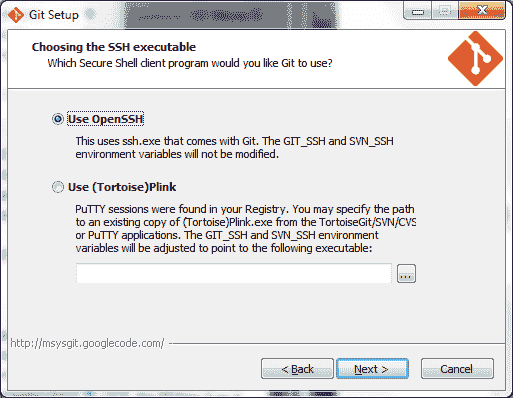 Git Setup
Choosing the SSH executable
Which Secure Shell client program would you like Git to use?
Use OpenSSH
This uses ssh.exe that comes with Git. The GIT_SSH and SVN_SSH
environment variables will not be modified.
Use (Tortoise)Plink
PuTTY sessions were found in your Registry. You may specify the path
to an existing copy of (Tortoise)Plink.exe from the TortoiseGit/SVN/CVS
or PuTTY applications. The GIT_SSH and SVN_SSH environment
variables will be adjusted to point to the following executable:
...
http://msysgit.googlecode.com/
< Back
Next >
Cancel